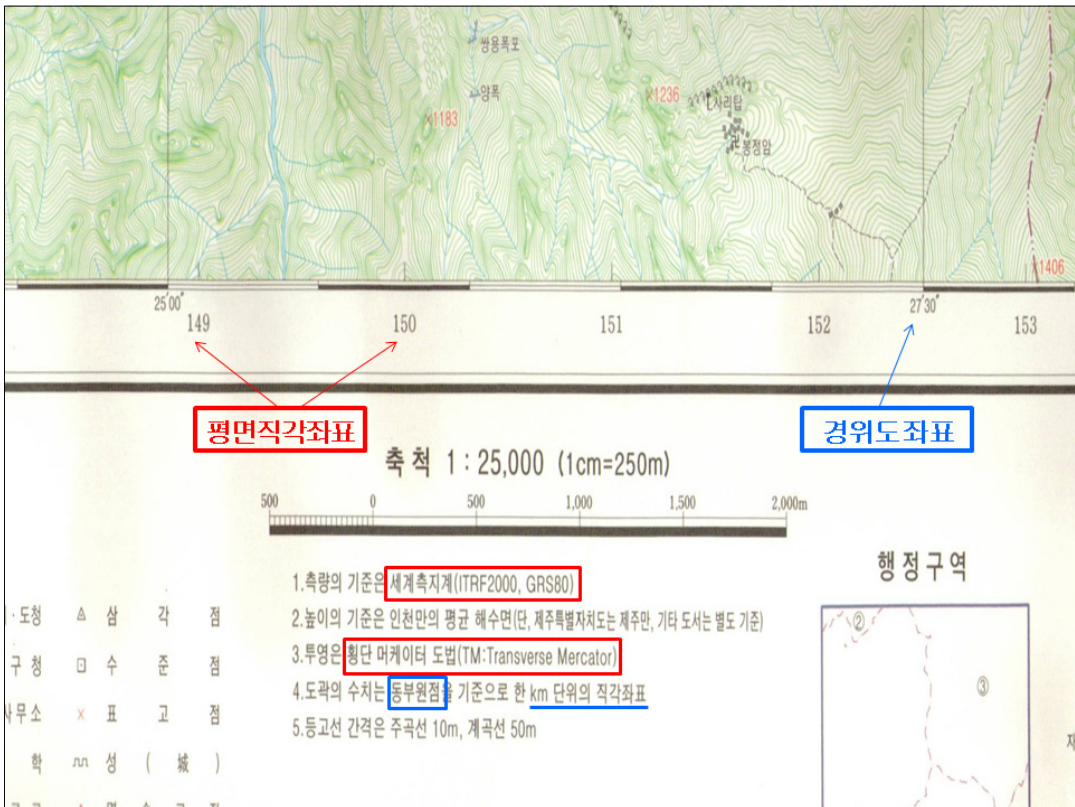 쌍용폭포
양폭
×1183
×1236
사리탑
봉정암
1406
25′00″
27′30″
149
150
151
152
153
평면직각좌표
경위도좌표
축척 1 : 25,000 (1cm=250m)
500 0 500 1,000 1,500 2,000m
1.측량의 기준은 세계측지계(ITRF2000, GRS80)
2.높이의 기준은 인천만의 평균 해수면(단, 제주특별자치도는 제주만, 기타 도서는 별도 기준)
3.투영은 횡단 머케이터 도법(TM:Transverse Mercator)
4.도곽의 수치는 동부원점을 기준으로 한 km 단위의 직각좌표
5.등고선 간격은 주곡선 10m, 계곡선 50m
행정구역
②
③
·도청 삼 각 점
구청 수 준 점
사무소 × 표 고 점
학 성 ( 城 )